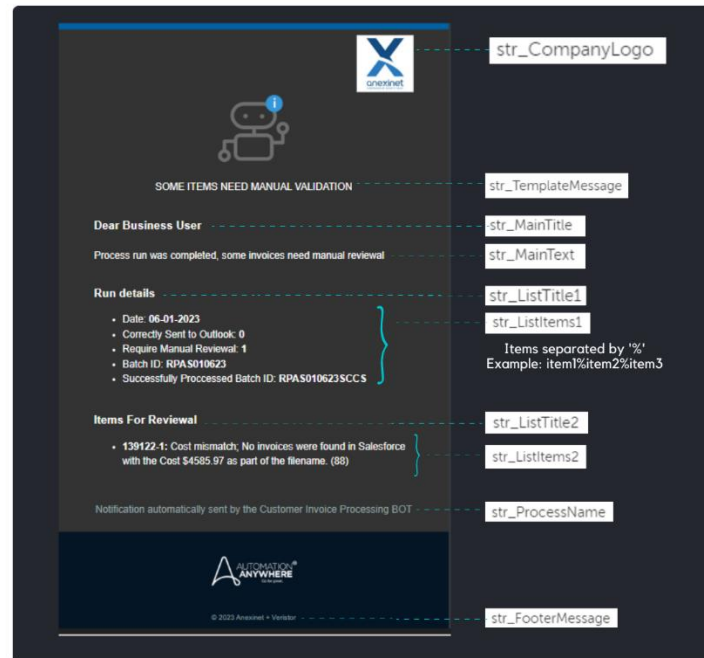 anexinet
str_CompanyLogo
i
SOME ITEMS NEED MANUAL VALIDATION
str_TemplateMessage
Dear Business User
str_MainTitle
Process run was completed, some invoices need manual reviewal
str_MainText
Run details
str_ListTitle1
• Date: 06-01-2023
• Correctly Sent to Outlook: 0
• Require Manual Reviewal: 1
• Batch ID: RPAS010623
• Successfully Proccessed Batch ID: RPAS010623SCCS
str_ListItems1
Items separated by '%'
Example: item1%item2%item3
Items For Reviewal
str_ListTitle2
• 139122-1: Cost mismatch; No invoices were found in Salesforce
with the Cost $4585.97 as part of the filename. (88)
str_ListItems2
Notification automatically sent by the Customer Invoice Processing BOT
str_ProcessName
AUTOMATION
ANYWHERE
Go be great.
© 2023 Anexinet + Veristor
str_FooterMessage